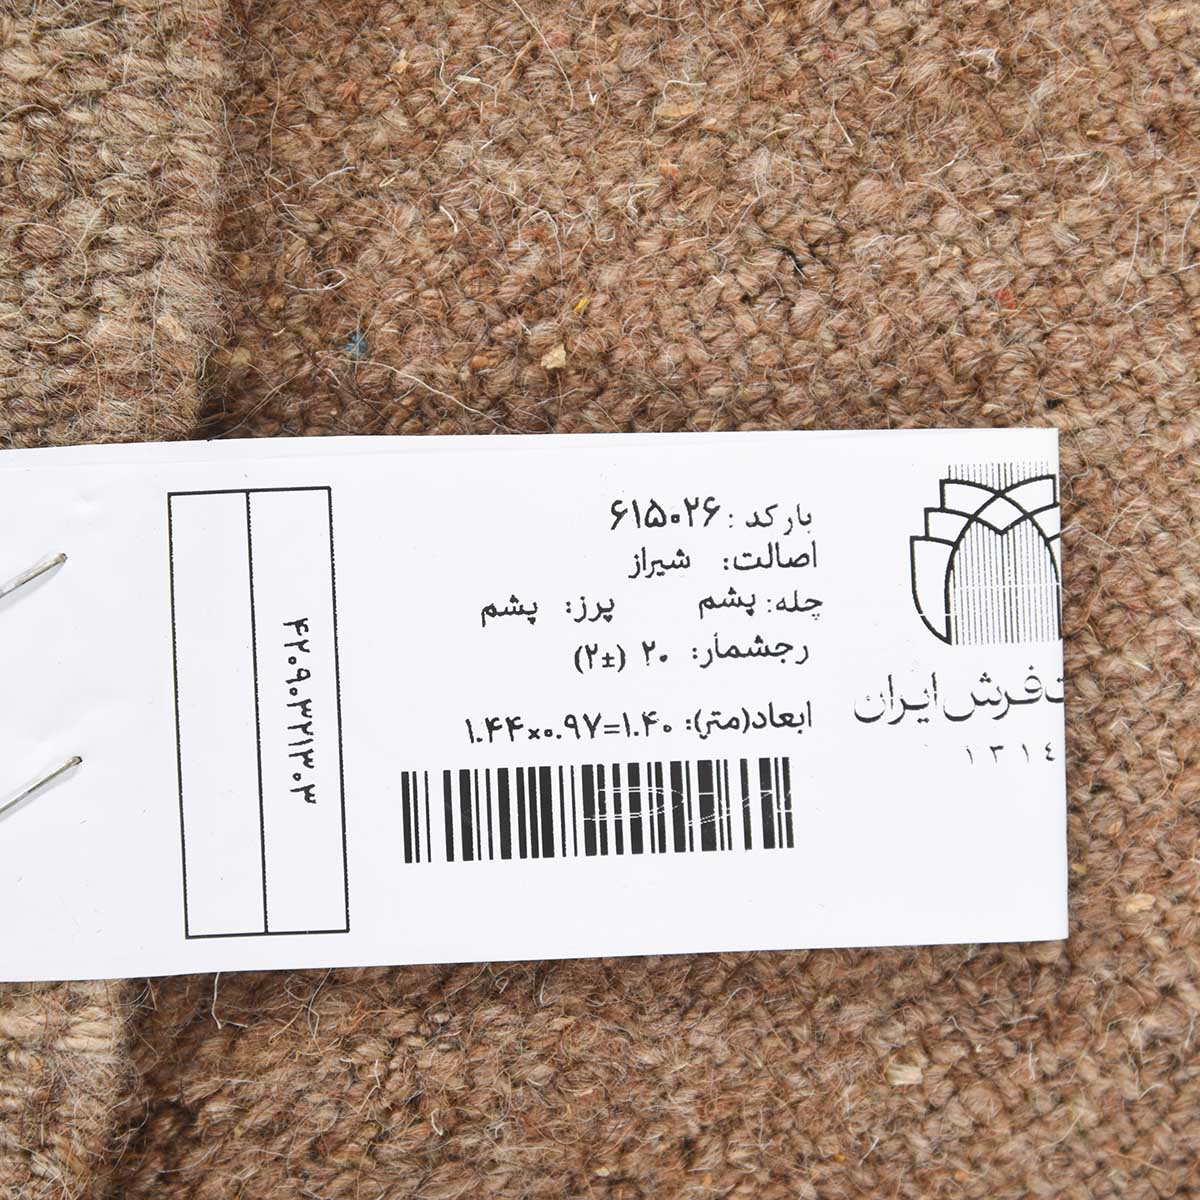 بارکد : ۶۱۵۰۲۶
اصالت: شیراز
چله: پشم پرز: پشم
رجشمار: ۲۰ (±۲)
ابعاد(متر): ۱.۴۴×۰.۹۷=۱.۴۰
فرش ایران
۱۳۱٤
۴۲۰۹۰۳۲۱۳۰۳